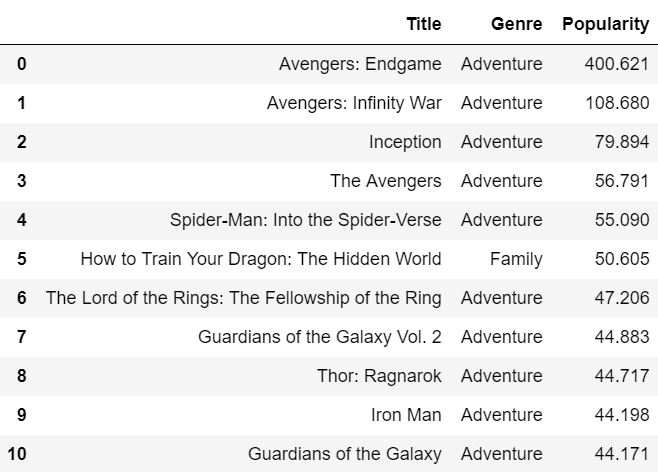 Title Genre Popularity
0 Avengers: Endgame Adventure 400.621
1 Avengers: Infinity War Adventure 108.680
2 Inception Adventure 79.894
3 The Avengers Adventure 56.791
4 Spider-Man: Into the Spider-Verse Adventure 55.090
5 How to Train Your Dragon: The Hidden World Family 50.605
6 The Lord of the Rings: The Fellowship of the Ring Adventure 47.206
7 Guardians of the Galaxy Vol. 2 Adventure 44.883
8 Thor: Ragnarok Adventure 44.717
9 Iron Man Adventure 44.198
10 Guardians of the Galaxy Adventure 44.171